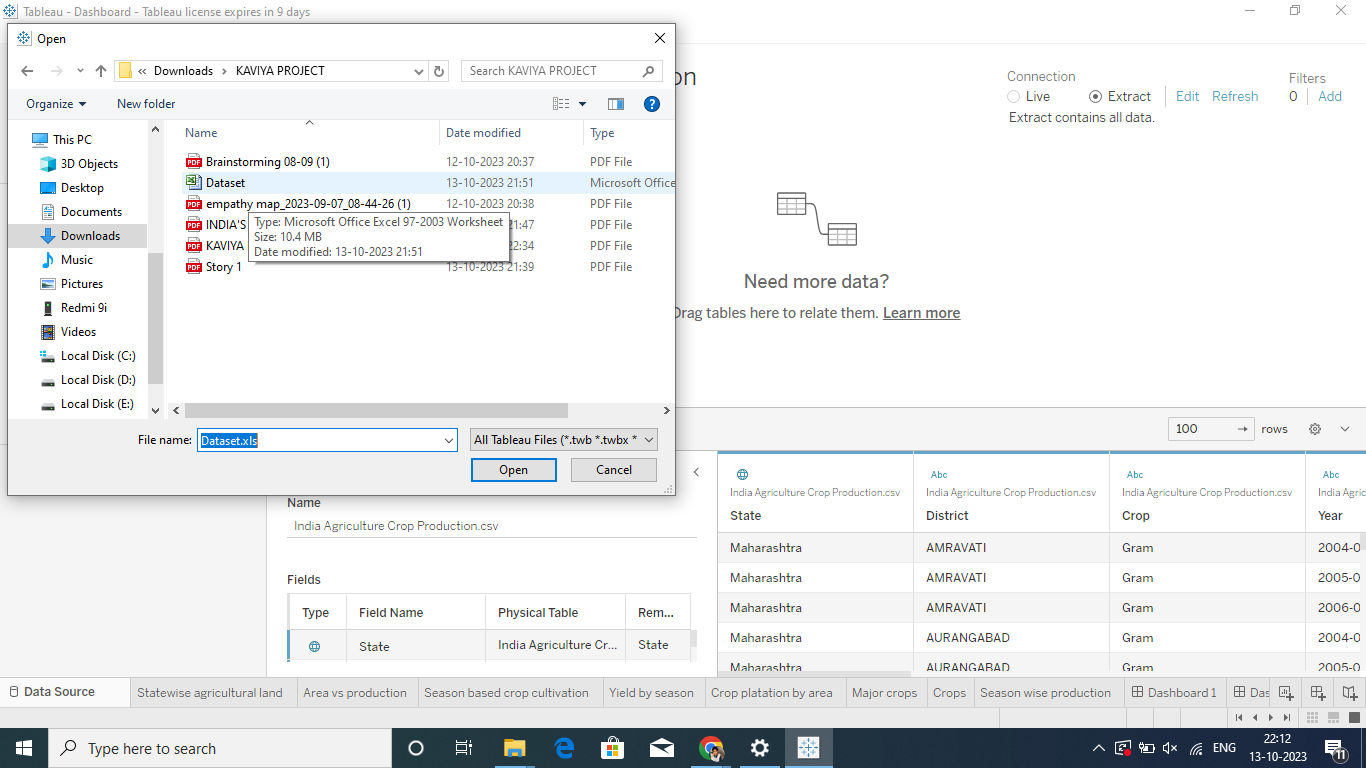 Tableau - Dashboard - Tableau license expires in 9 days
Open
« Downloads › KAVIYA PROJECT
Search KAVIYA PROJECT
Organize
New folder
Name
Date modified
Type
This PC
3D Objects
Desktop
Documents
Downloads
Music
Pictures
Redmi 9i
Videos
Local Disk (C:)
Local Disk (D:)
Local Disk (E:)
Brainstorming 08-09 (1) 12-10-2023 20:37 PDF File
Dataset 13-10-2023 21:51 Microsoft Office
empathy map_2023-09-07_08-44-26 (1) 12-10-2023 20:38 PDF File
INDIA'S 21:47 PDF File
KAVIYA 22:34 PDF File
Story 1 13-10-2023 21:39 PDF File
Type: Microsoft Office Excel 97-2003 Worksheet
Size: 10.4 MB
Date modified: 13-10-2023 21:51
File name: Dataset.xls
All Tableau Files (*.twb *.twbx *
Open
Cancel
on
Connection
Live
Extract
Edit
Refresh
Filters
0
Add
Extract contains all data.
Need more data?
Drag tables here to relate them. Learn more
100 → rows
Name
India Agriculture Crop Production.csv
Fields
Type Field Name Physical Table Rem...
State India Agriculture Cr... State
Abc Abc Abc
India Agriculture Crop Production.csv India Agriculture Crop Production.csv India Agriculture Crop Production.csv India Agric
State District Crop Year
Maharashtra AMRAVATI Gram 2004-0
Maharashtra AMRAVATI Gram 2005-0
Maharashtra AMRAVATI Gram 2006-0
Maharashtra AURANGABAD Gram 2004-0
Maharashtra AURANGABAD Gram 2005-0
Data Source
Statewise agricultural land
Area vs production
Season based crop cultivation
Yield by season
Crop platation by area
Major crops
Crops
Season wise production
Dashboard 1
Das
Type here to search
ENG
22:12
13-10-2023
11